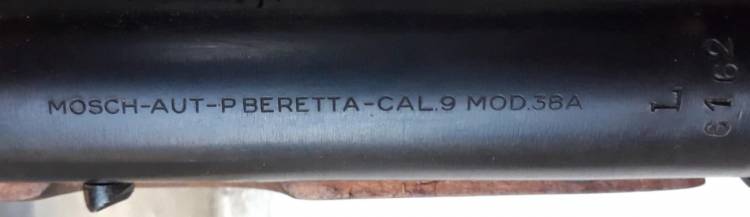 MOSCH-AUT-P BERETTA-CAL.9 MOD.38A
L
6162